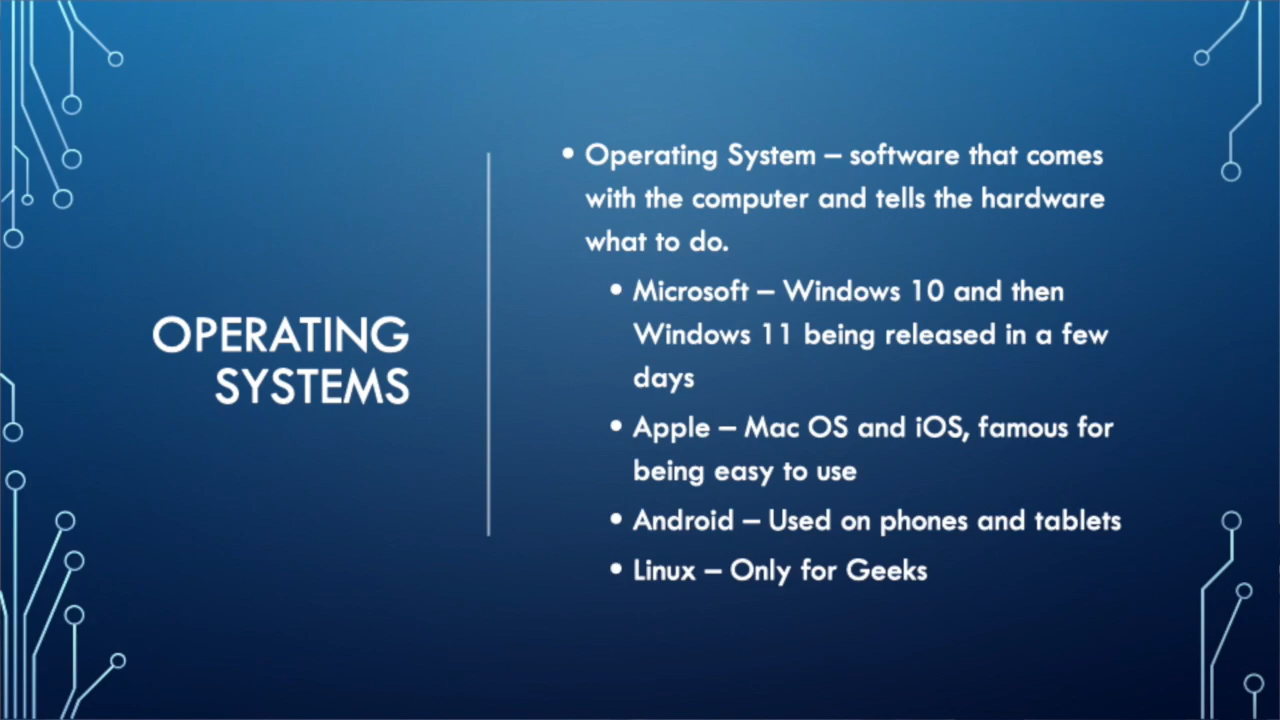 OPERATING
SYSTEMS
• Operating System – software that comes
with the computer and tells the hardware
what to do.
• Microsoft – Windows 10 and then
Windows 11 being released in a few
days
• Apple – Mac OS and iOS, famous for
being easy to use
• Android – Used on phones and tablets
• Linux – Only for Geeks